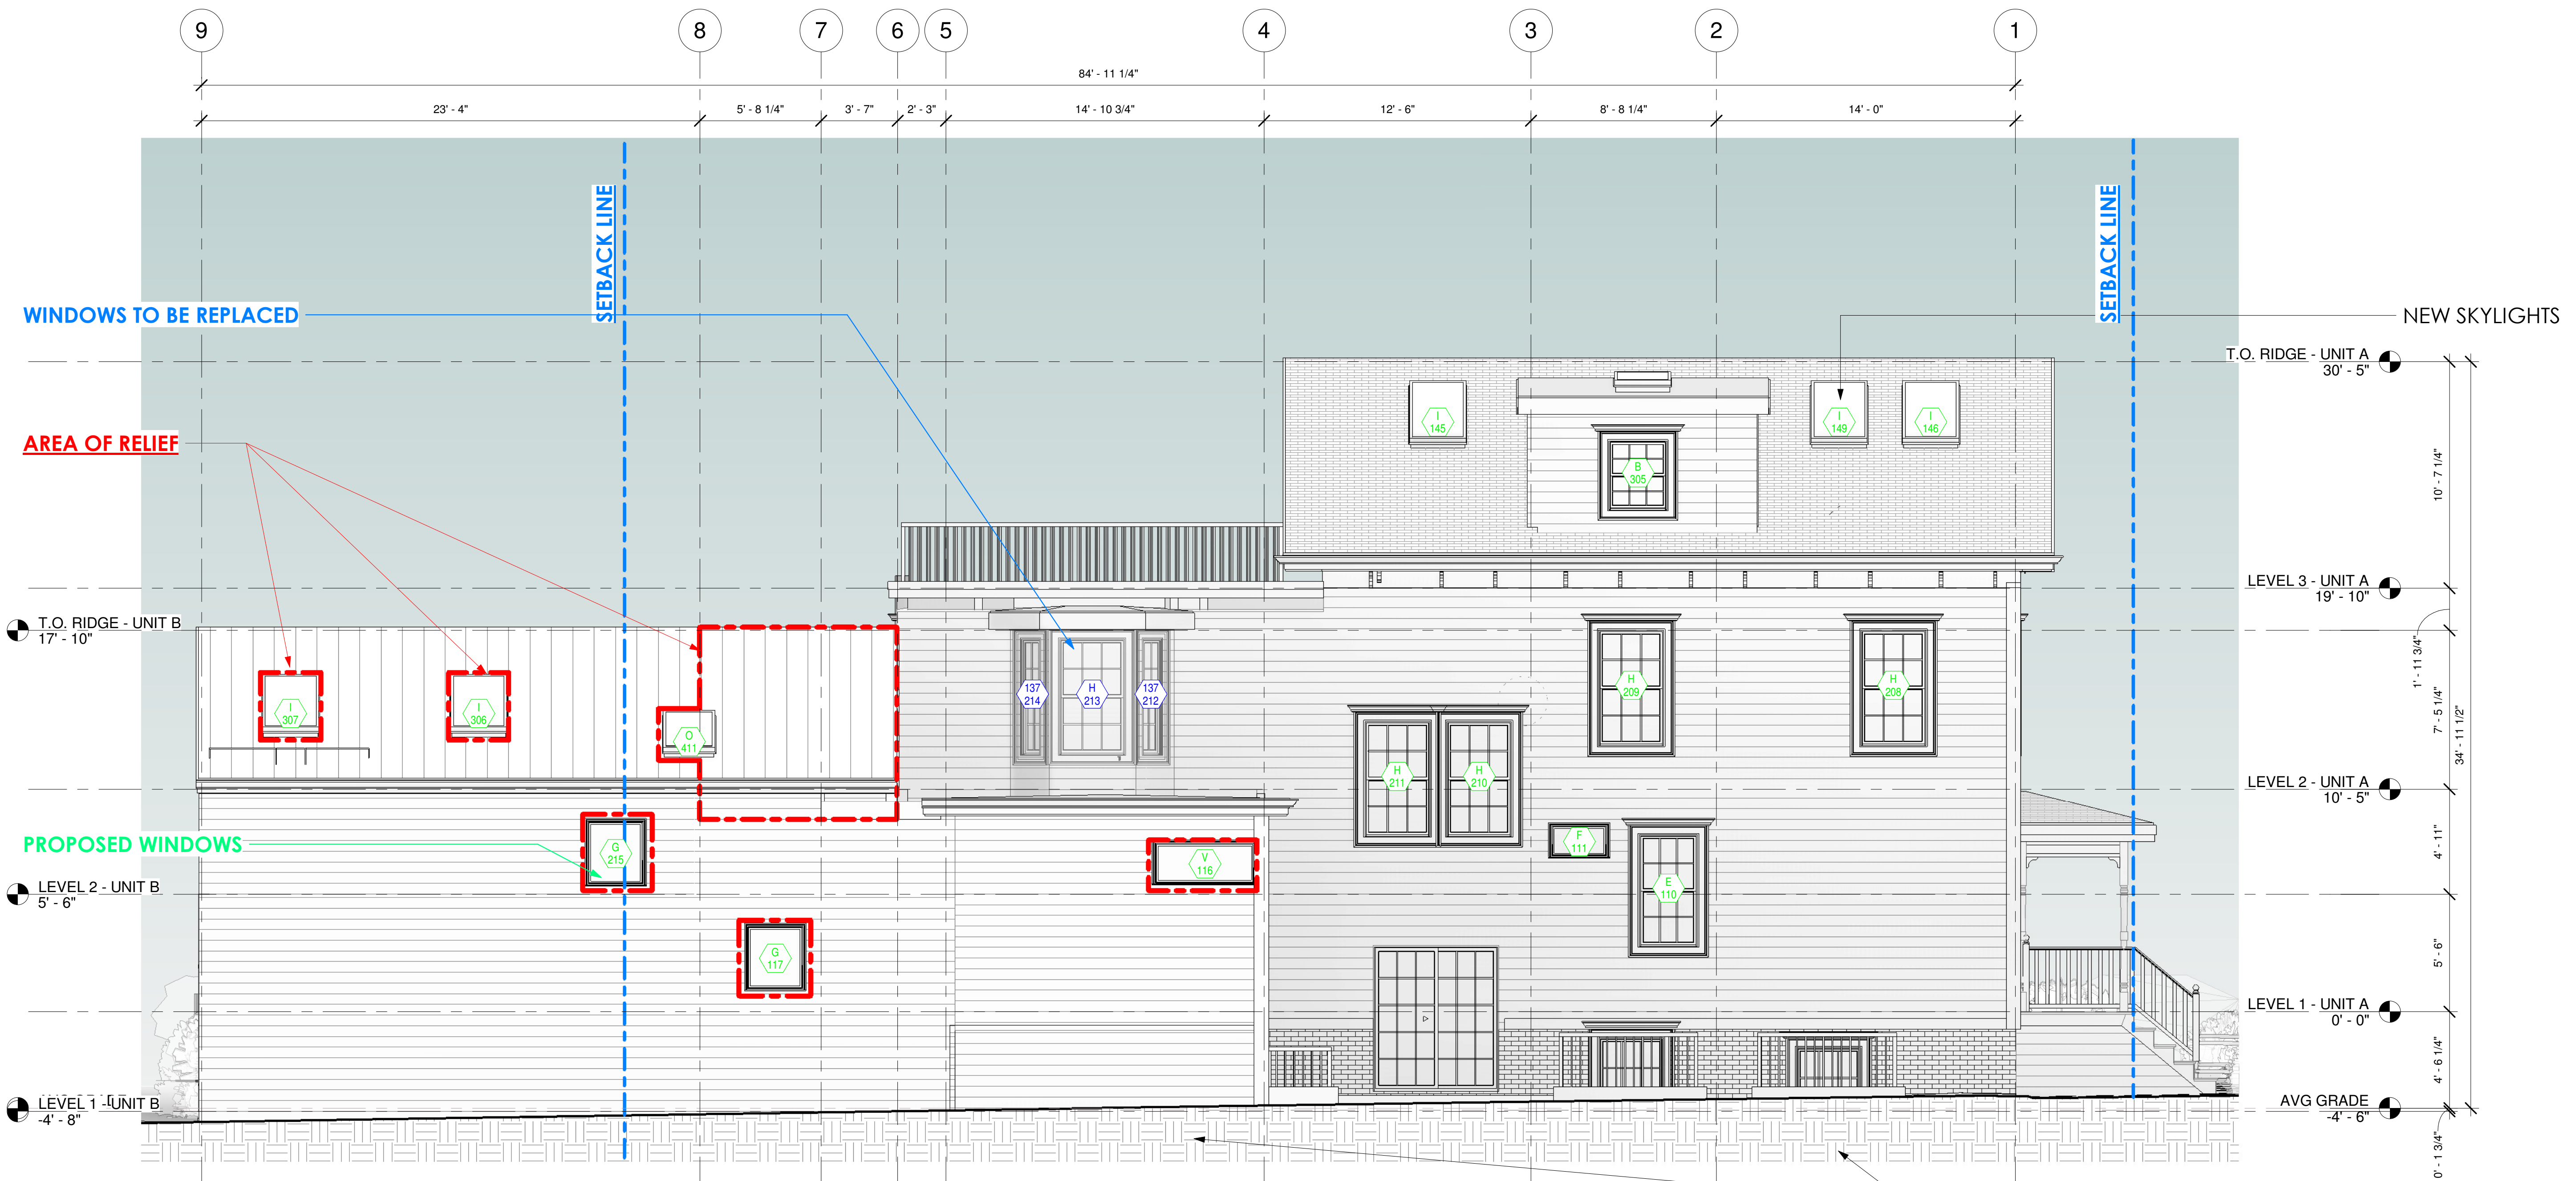 9 8 7 6 5 4 3 2 1
84' - 11 1/4"
23' - 4" 5' - 8 1/4" 3' - 7" 2' - 3" 14' - 10 3/4" 12' - 6" 8' - 8 1/4" 14' - 0"
SETBACK LINE
SETBACK LINE
WINDOWS TO BE REPLACED
NEW SKYLIGHTS
T.O. RIDGE - UNIT A
30' - 5"
I
145
I
149
I
146
AREA OF RELIEF
B
305
10' - 7 1/4"
LEVEL 3 - UNIT A
19' - 10"
T.O. RIDGE - UNIT B
17' - 10"
1' - 11 3/4"
I
307
I
306
O
411
137
214
H
213
137
212
H
209
H
208
7' - 5 1/4"
34' - 11 1/2"
H
211
H
210
LEVEL 2 - UNIT A
10' - 5"
PROPOSED WINDOWS
G
215
V
116
F
111
E
110
4' - 11"
LEVEL 2 - UNIT B
5' - 6"
G
117
5' - 6"
LEVEL 1 - UNIT A
0' - 0"
4' - 6 1/4"
LEVEL 1 - UNIT B
-4' - 8"
AVG GRADE
-4' - 6"
0' - 1 3/4"